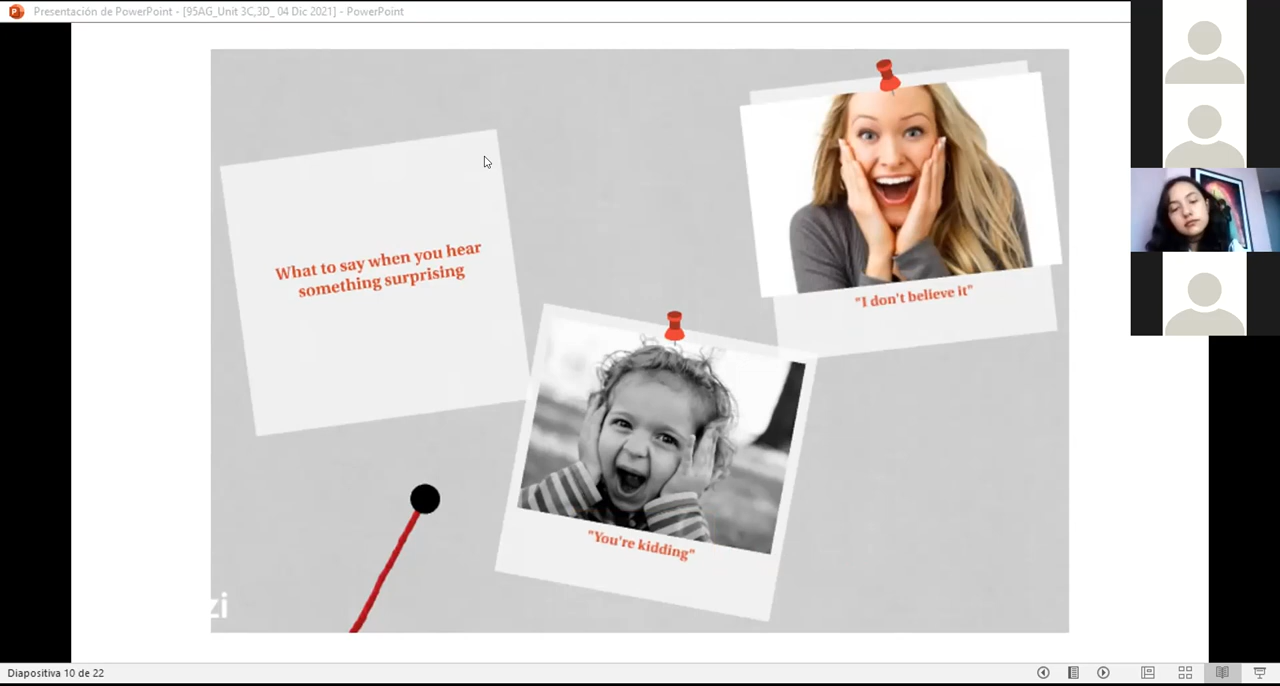 Presentación de PowerPoint - [95AG_Unit 3C,3D_ 04 Dic 2021] - PowerPoint
What to say when you hear
something surprising
"I don't believe it"
"You're kidding"
zi
Diapositiva 10 de 22